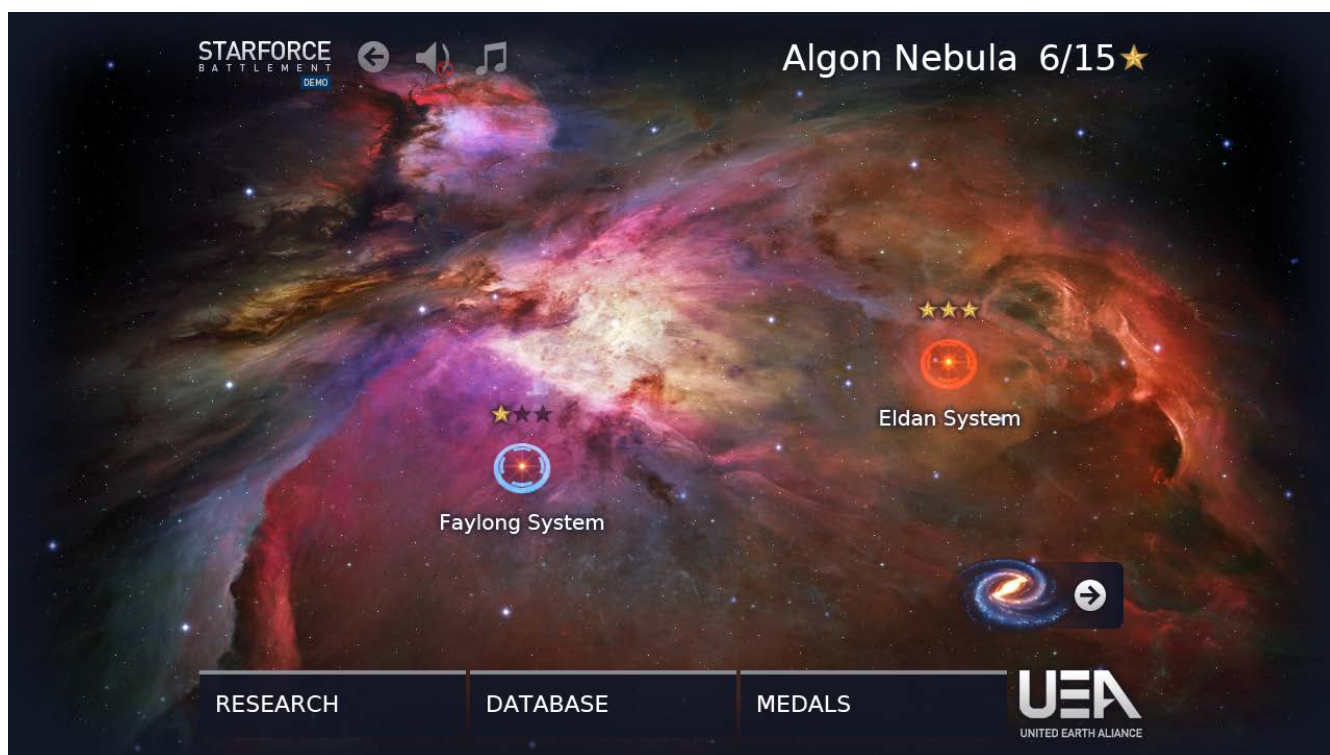 STARFORCE
BATTLEMENT
DEMO
Algon Nebula 6/15
Eldan System
Faylong System
RESEARCH
DATABASE
MEDALS
UEA
UNITED EARTH ALIANCE